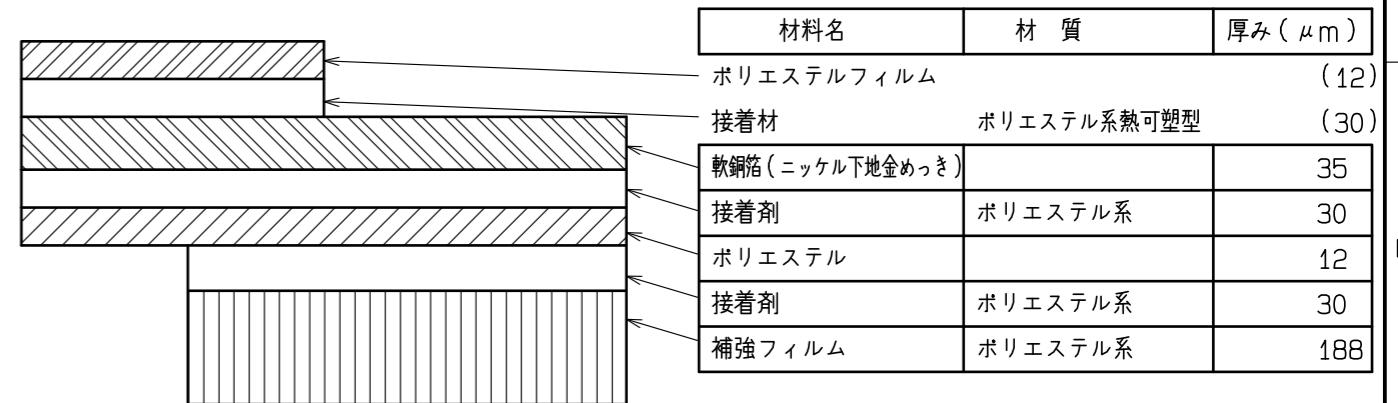 材料名 材 質 厚み(μm)
ポリエステルフィルム (12)
接着材 ポリエステル系熱可塑型 (30)
軟銅箔(ニッケル下地金めっき) 35
接着剤 ポリエステル系 30
ポリエステル 12
接着剤 ポリエステル系 30
補強フィルム ポリエステル系 188